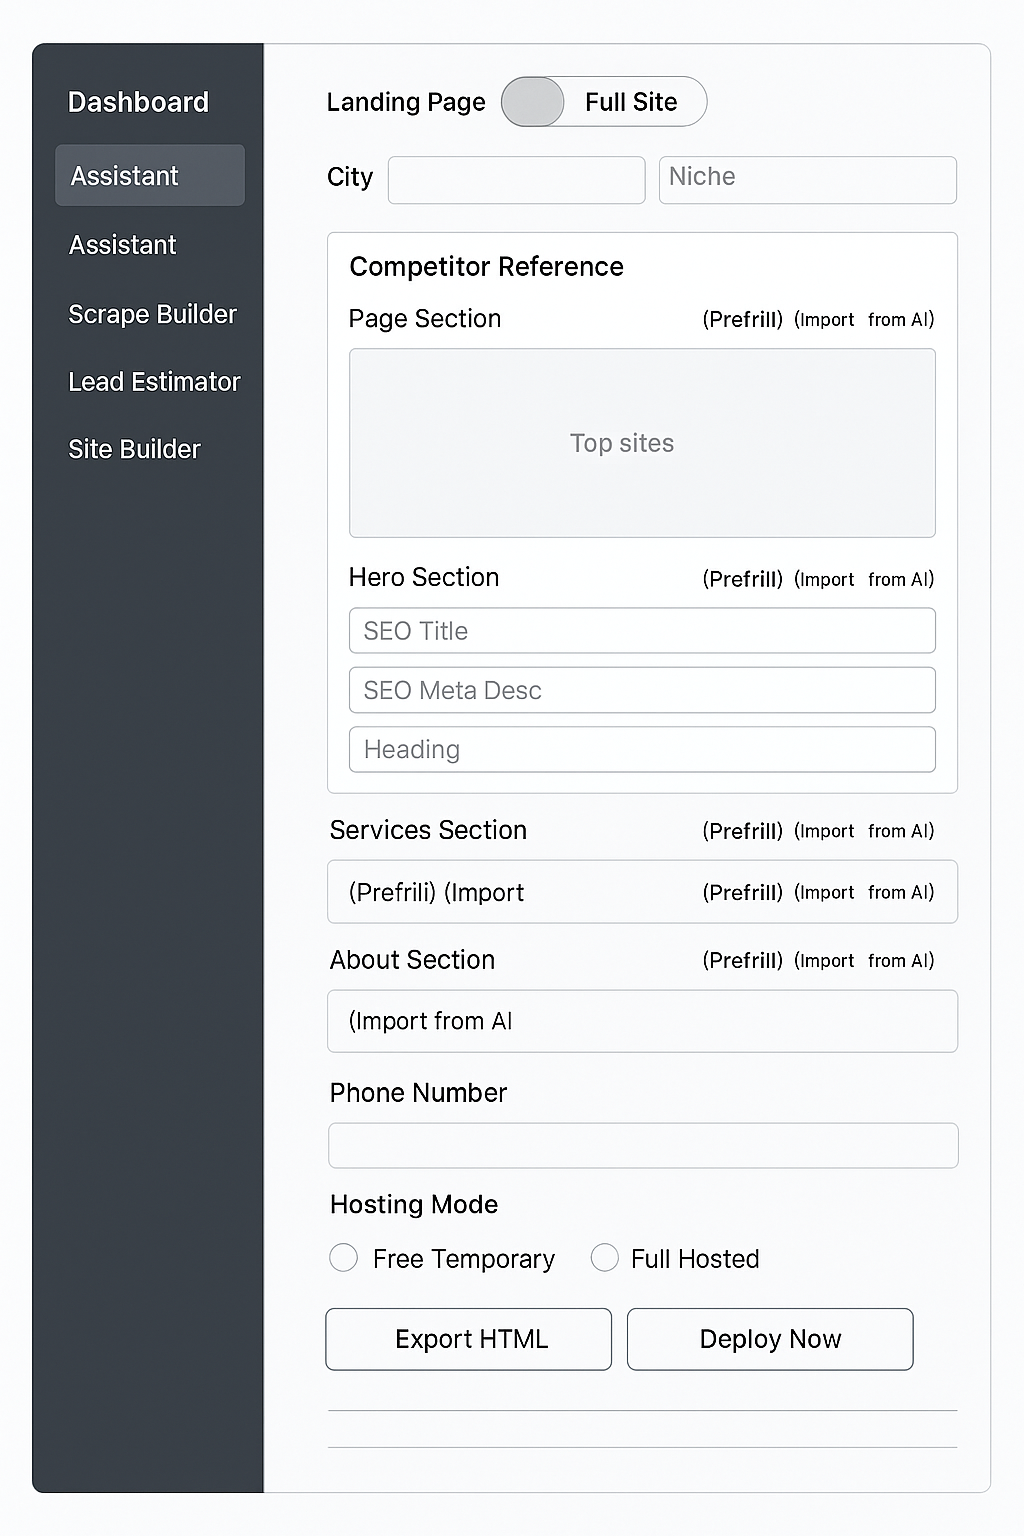 Dashboard
Assistant
Assistant
Scrape Builder
Lead Estimator
Site Builder
Landing Page Full Site
City Niche
Competitor Reference
Page Section (Prefrill) (Import from AI)
Top sites
Hero Section (Prefrill) (Import from AI)
SEO Title
SEO Meta Desc
Heading
Services Section (Prefrill) (Import from AI)
(Prefrili) (Import (Prefrill) (Import from AI)
About Section (Prefrill) (Import from AI)
(Import from AI
Phone Number
Hosting Mode
Free Temporary Full Hosted
Export HTML Deploy Now